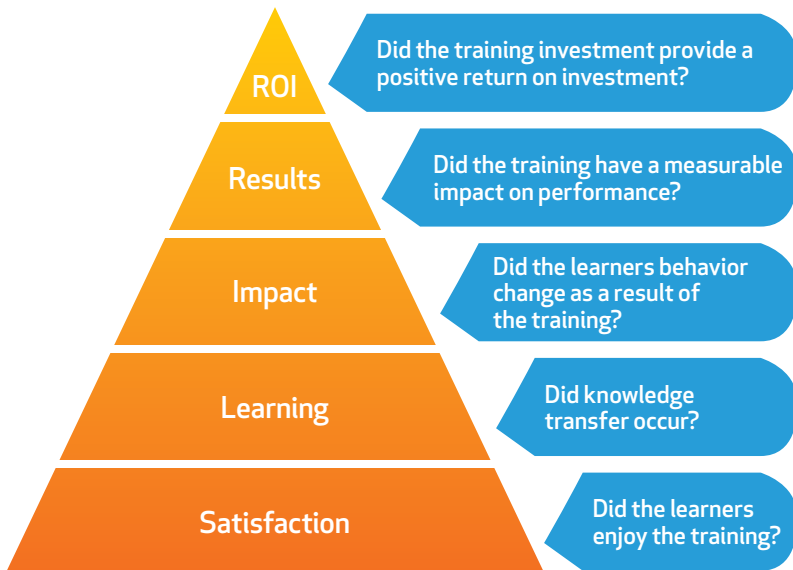 ROI
Did the training investment provide a
positive return on investment?
Results
Did the training have a measurable
impact on performance?
Impact
Did the learners behavior
change as a result of
the training?
Learning
Did knowledge
transfer occur?
Satisfaction
Did the learners
enjoy the training?